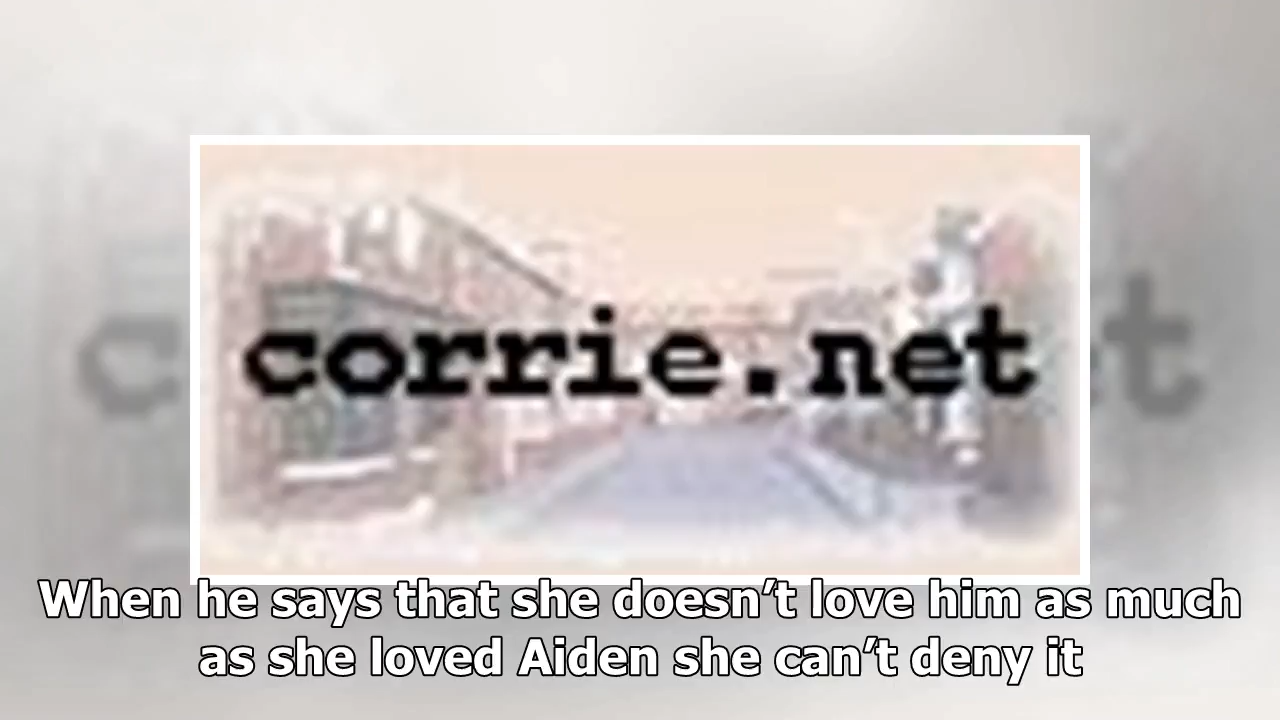 corrie.net
When he says that she doesn’t love him as much
as she loved Aiden she can’t deny it